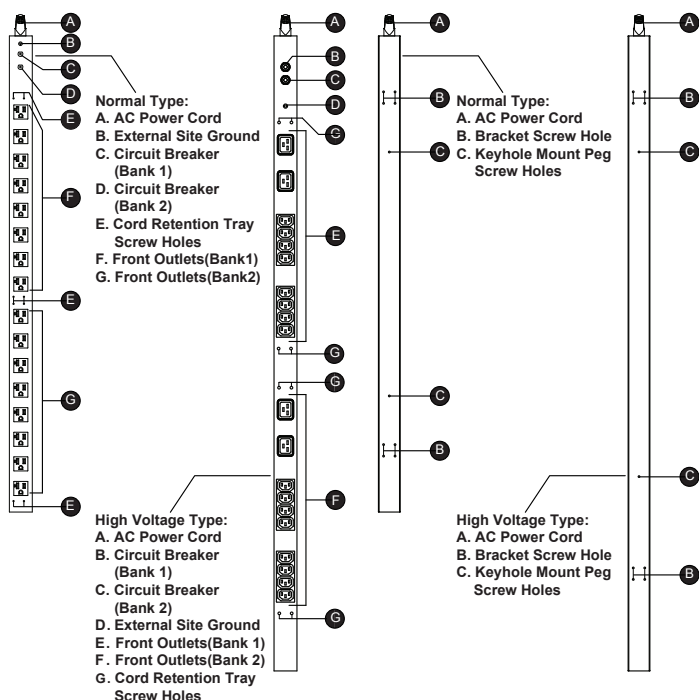 A
B
C
D
E
F
E
G
E
Normal Type:
A. AC Power Cord
B. External Site Ground
C. Circuit Breaker
(Bank 1)
D. Circuit Breaker
(Bank 2)
E. Cord Retention Tray
Screw Holes
F. Front Outlets(Bank1)
G. Front Outlets(Bank2)
A
B
C
D
G
E
G
G
F
G
High Voltage Type:
A. AC Power Cord
B. Circuit Breaker
(Bank 1)
C. Circuit Breaker
(Bank 2)
D. External Site Ground
E. Front Outlets(Bank 1)
F. Front Outlets(Bank 2)
G. Cord Retention Tray
Screw Holes
A
B
C
C
B
Normal Type:
A. AC Power Cord
B. Bracket Screw Hole
C. Keyhole Mount Peg
Screw Holes
A
B
C
C
B
High Voltage Type:
A. AC Power Cord
B. Bracket Screw Hole
C. Keyhole Mount Peg
Screw Holes